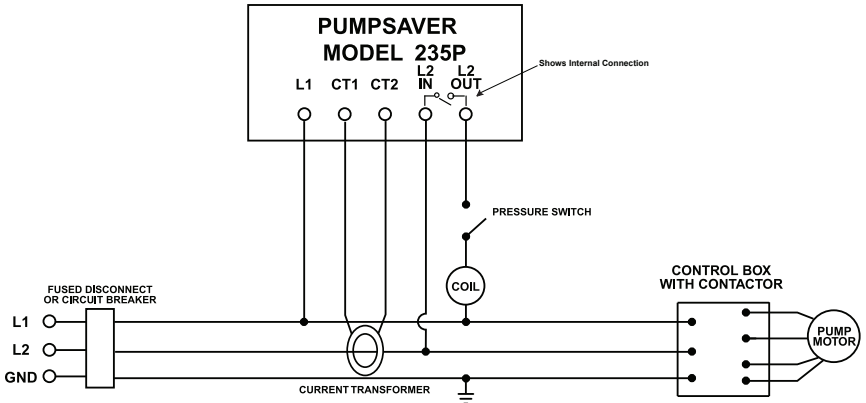 PUMPSAVER
MODEL 235P
L1
CT1
CT2
L2
IN
L2
OUT
Shows Internal Connection
PRESSURE SWITCH
COIL
CONTROL BOX
WITH CONTACTOR
FUSED DISCONNECT
OR CIRCUIT BREAKER
L1
L2
GND
PUMP
MOTOR
CURRENT TRANSFORMER